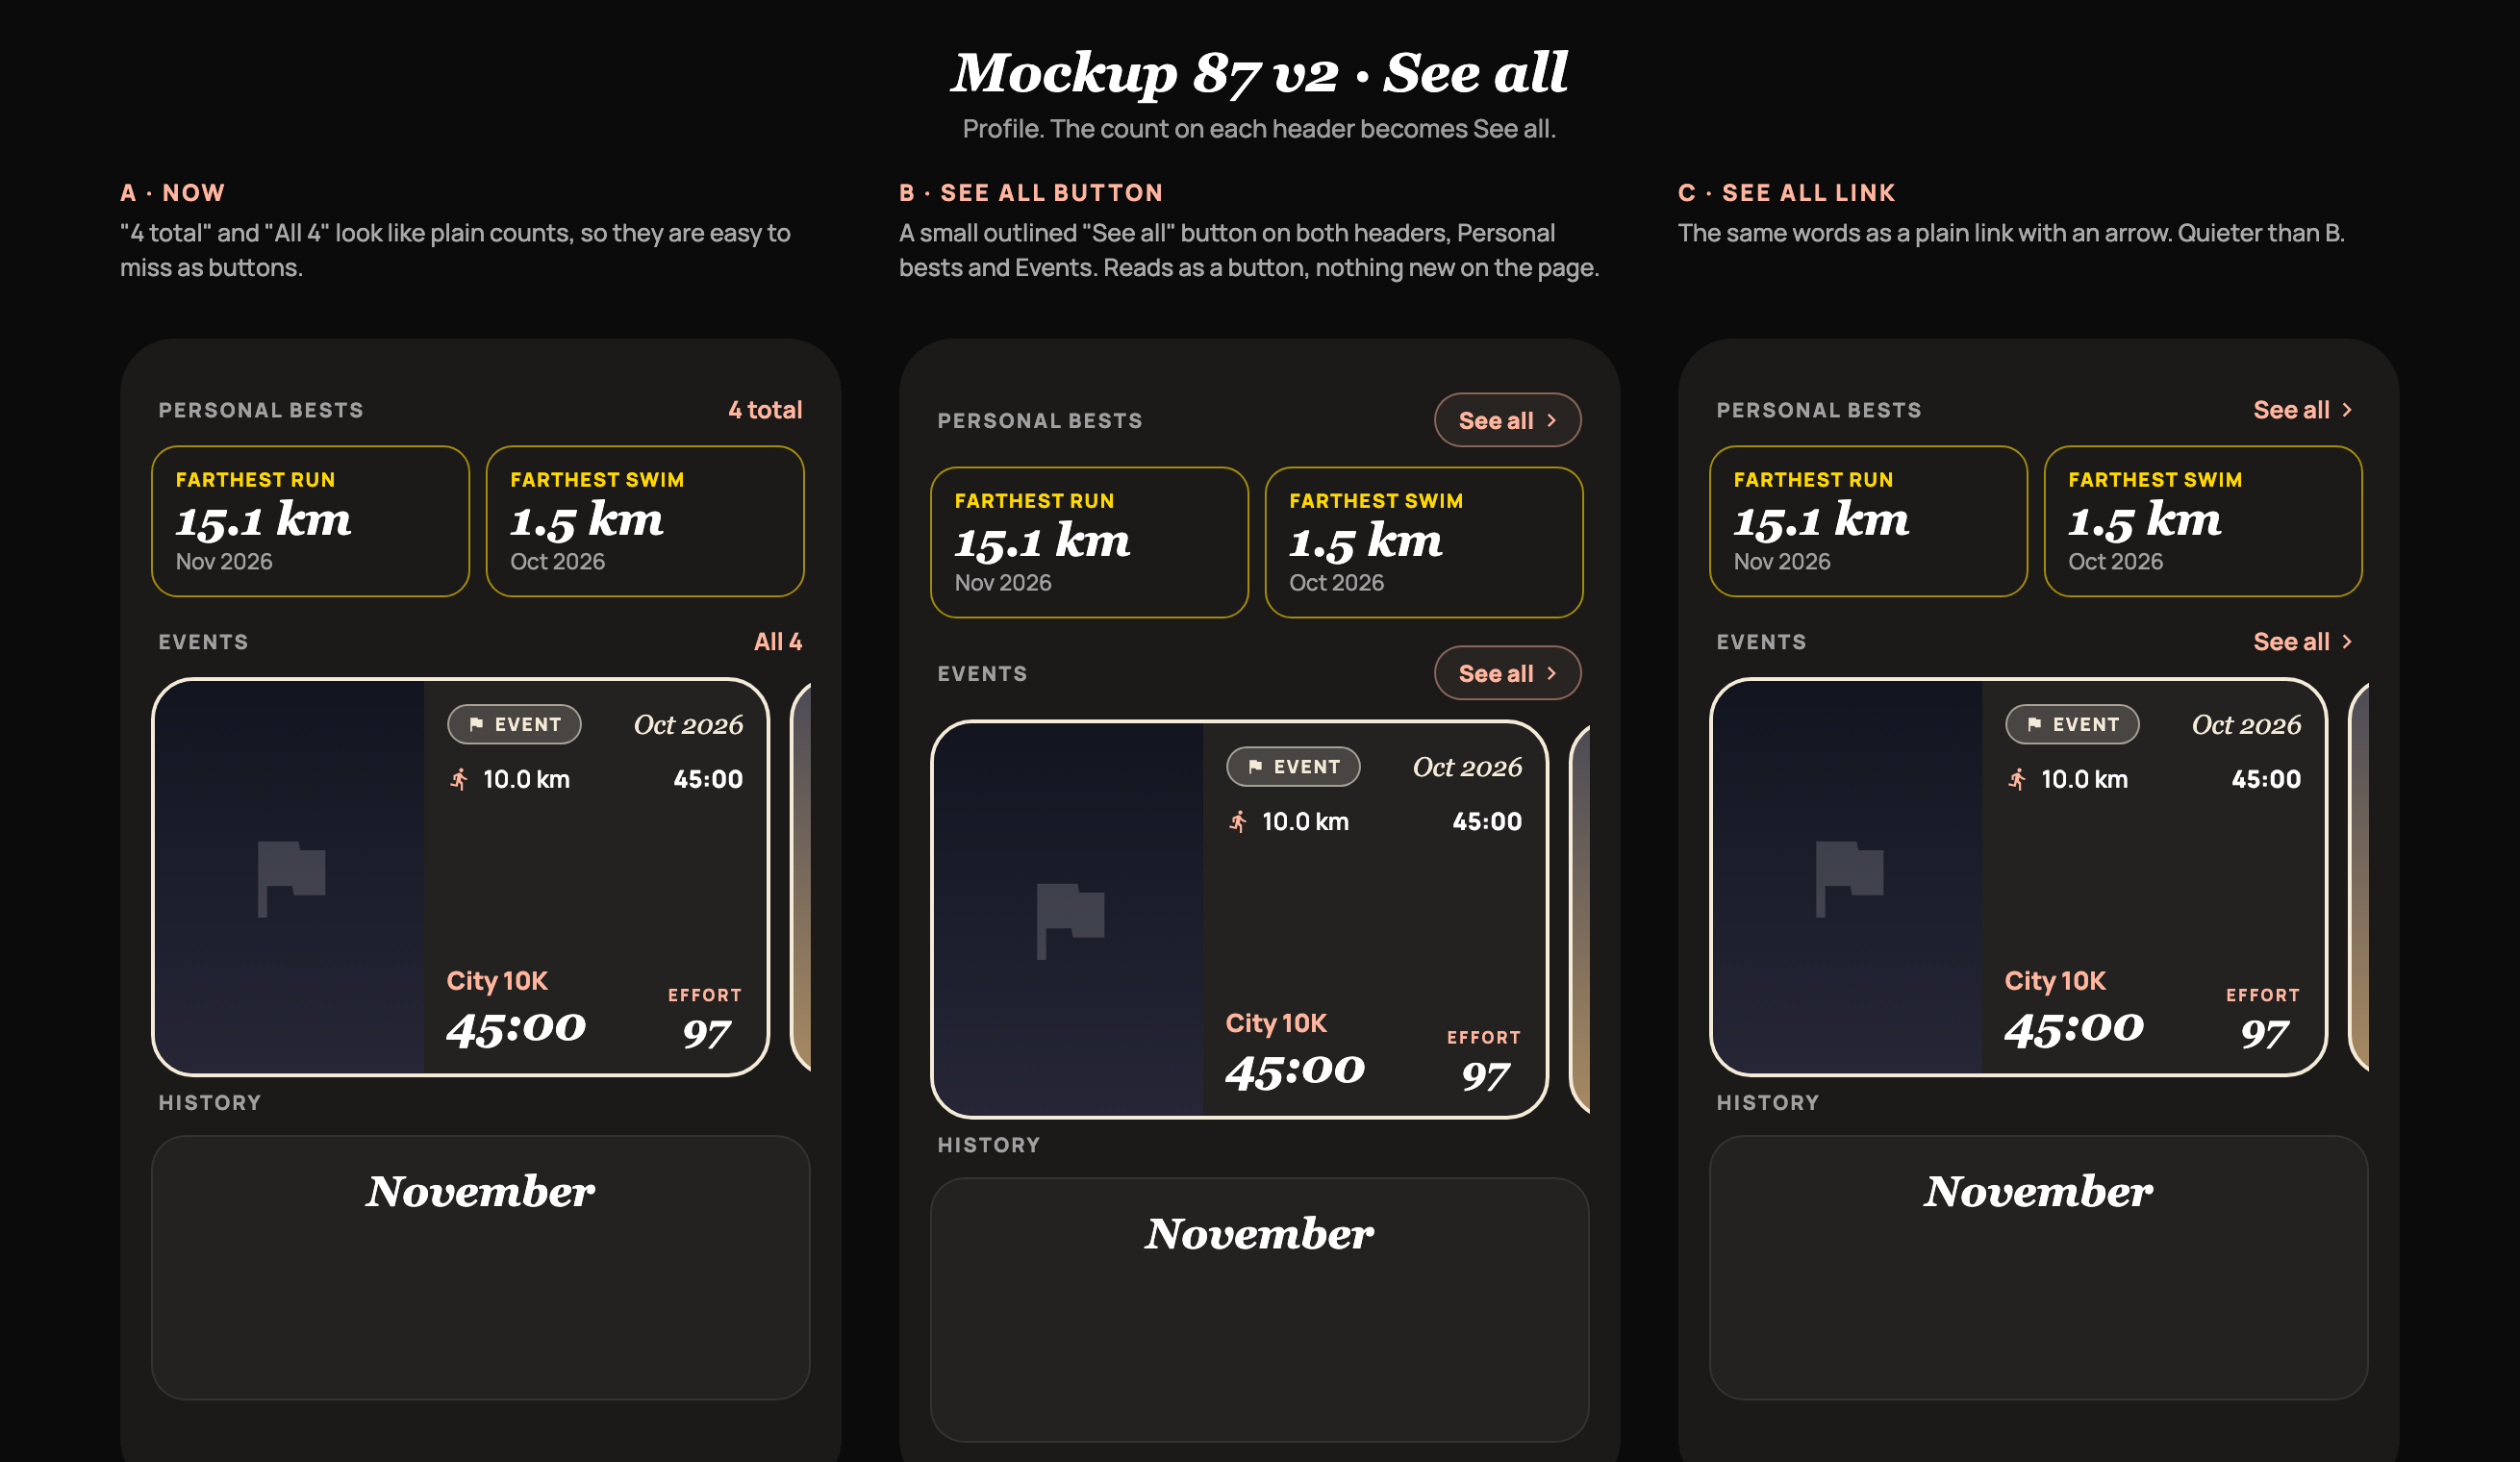 Mockup 87 v2 · See all
Profile. The count on each header becomes See all.
A · NOW
"4 total" and "All 4" look like plain counts, so they are easy to
miss as buttons.
PERSONAL BESTS
4 total
FARTHEST RUN
15.1 km
Nov 2026
FARTHEST SWIM
1.5 km
Oct 2026
EVENTS
All 4
EVENT
Oct 2026
10.0 km
45:00
City 10K
45:00
EFFORT
97
HISTORY
November
B · SEE ALL BUTTON
A small outlined "See all" button on both headers, Personal
bests and Events. Reads as a button, nothing new on the page.
PERSONAL BESTS
See all
FARTHEST RUN
15.1 km
Nov 2026
FARTHEST SWIM
1.5 km
Oct 2026
EVENTS
See all
EVENT
Oct 2026
10.0 km
45:00
City 10K
45:00
EFFORT
97
HISTORY
November
C · SEE ALL LINK
The same words as a plain link with an arrow. Quieter than B.
PERSONAL BESTS
See all
FARTHEST RUN
15.1 km
Nov 2026
FARTHEST SWIM
1.5 km
Oct 2026
EVENTS
See all
EVENT
Oct 2026
10.0 km
45:00
City 10K
45:00
EFFORT
97
HISTORY
November